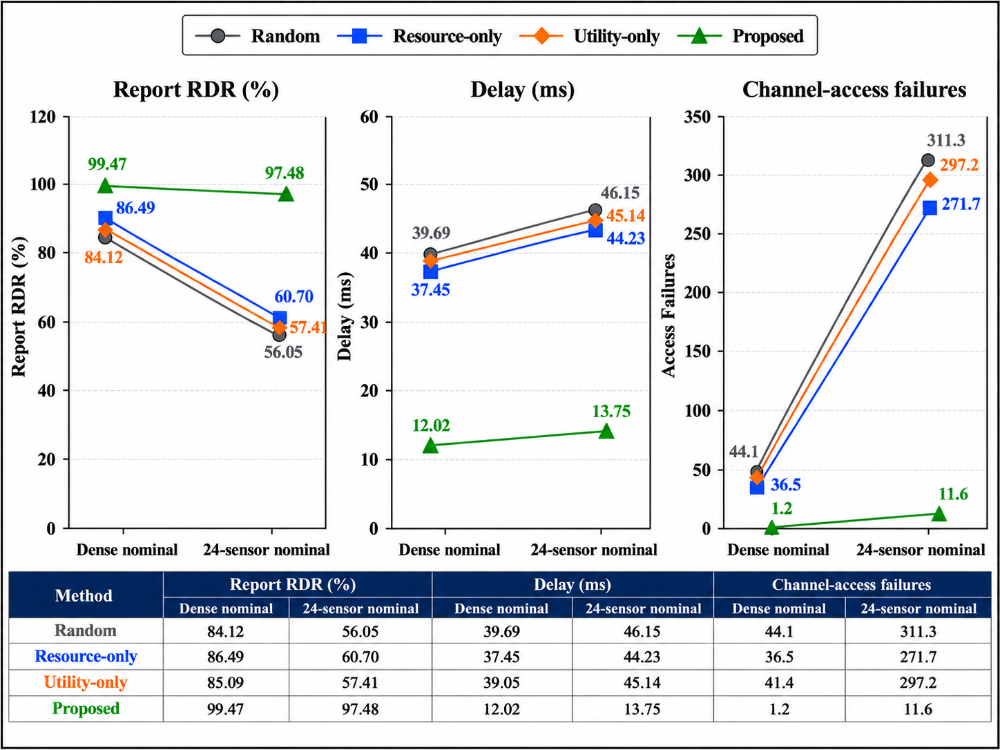 Random Resource-only Utility-only Proposed
Report RDR (%)
120
100
80
60
40
20
0
Report RDR (%)
99.47
97.48
86.49
84.12
60.70
57.41
56.05
Dense nominal 24-sensor nominal
Delay (ms)
60
50
40
30
20
10
0
Delay (ms)
39.69
46.15
45.14
44.23
37.45
12.02
13.75
Dense nominal 24-sensor nominal
Channel-access failures
350
300
250
200
150
100
50
0
Access Failures
311.3
297.2
271.7
44.1
36.5
1.2
11.6
Dense nominal 24-sensor nominal
Method Report RDR (%) Delay (ms) Channel-access failures
Dense nominal 24-sensor nominal Dense nominal 24-sensor nominal Dense nominal 24-sensor nominal
Random 84.12 56.05 39.69 46.15 44.1 311.3
Resource-only 86.49 60.70 37.45 44.23 36.5 271.7
Utility-only 85.09 57.41 39.05 45.14 41.4 297.2
Proposed 99.47 97.48 12.02 13.75 1.2 11.6